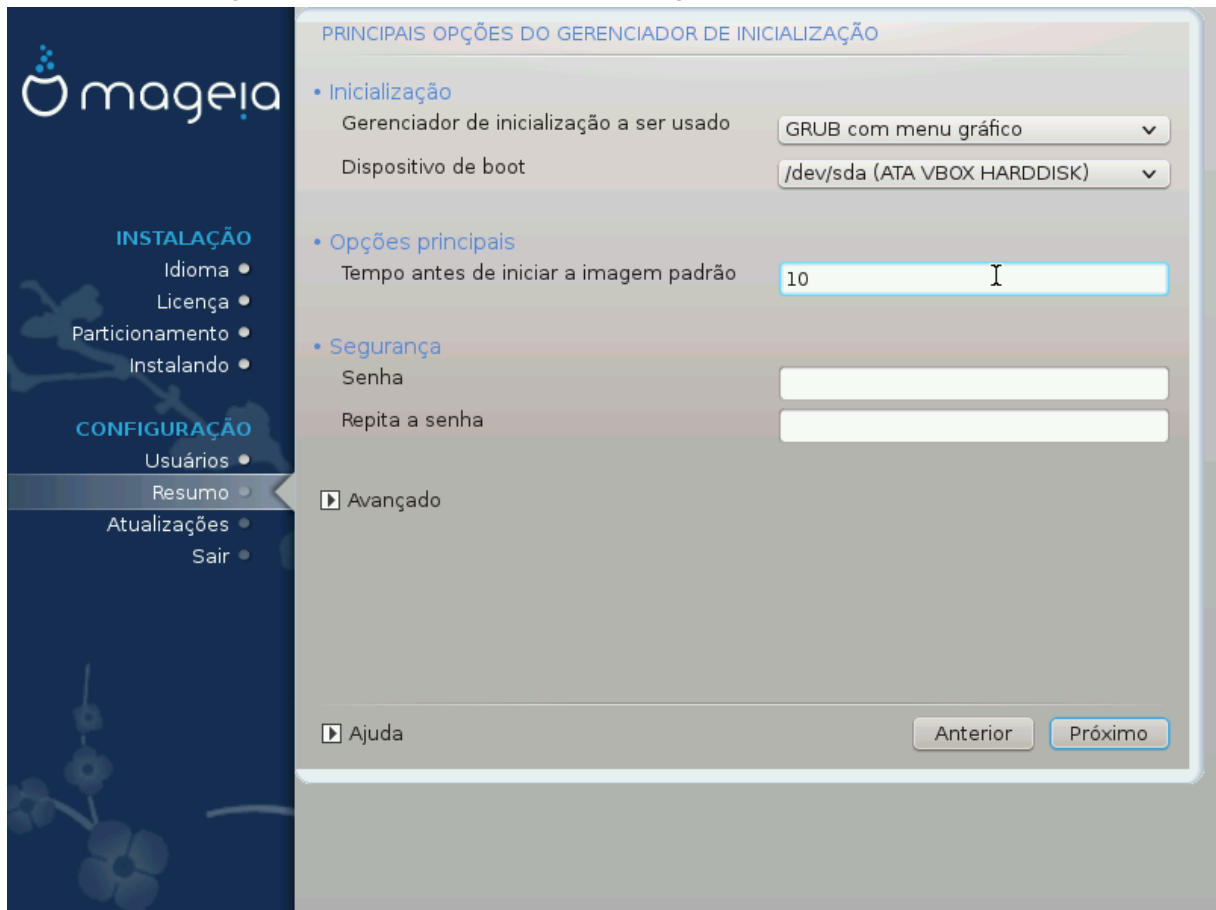 mageia
INSTALAÇÃO
Idioma
Licença
Particionamento
Instalando
CONFIGURAÇÃO
Usuários
Resumo
Atualizações
Sair
PRINCIPAIS OPÇÕES DO GERENCIADOR DE INICIALIZAÇÃO
• Inicialização
Gerenciador de inicialização a ser usado GRUB com menu gráfico
Dispositivo de boot /dev/sda (ATA VBOX HARDDISK)
• Opções principais
Tempo antes de iniciar a imagem padrão 10
• Segurança
Senha
Repita a senha
Avançado
Ajuda Anterior Próximo